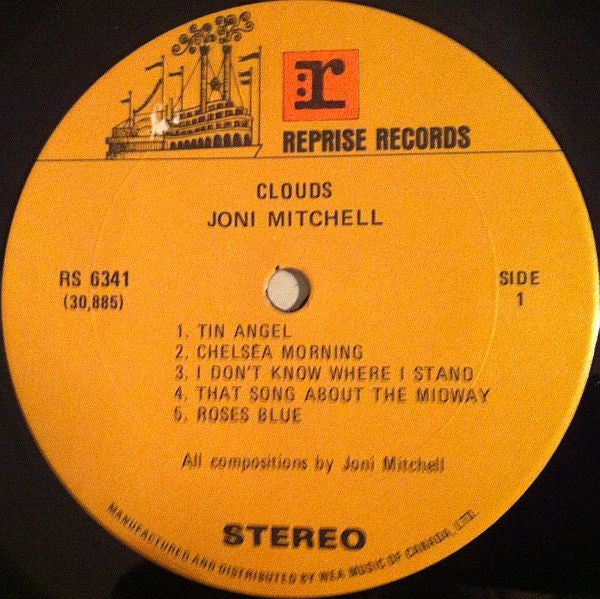 r
REPRISE RECORDS
CLOUDS
JONI MITCHELL
RS 6341
(30,885)
SIDE
1
1. TIN ANGEL
2. CHELSEA MORNING
3. I DON'T KNOW WHERE I STAND
4. THAT SONG ABOUT THE MIDWAY
5. ROSES BLUE
All compositions by Joni Mitchell
STEREO
MANUFACTURED AND DISTRIBUTED BY WEA MUSIC OF CANADA, LTD.